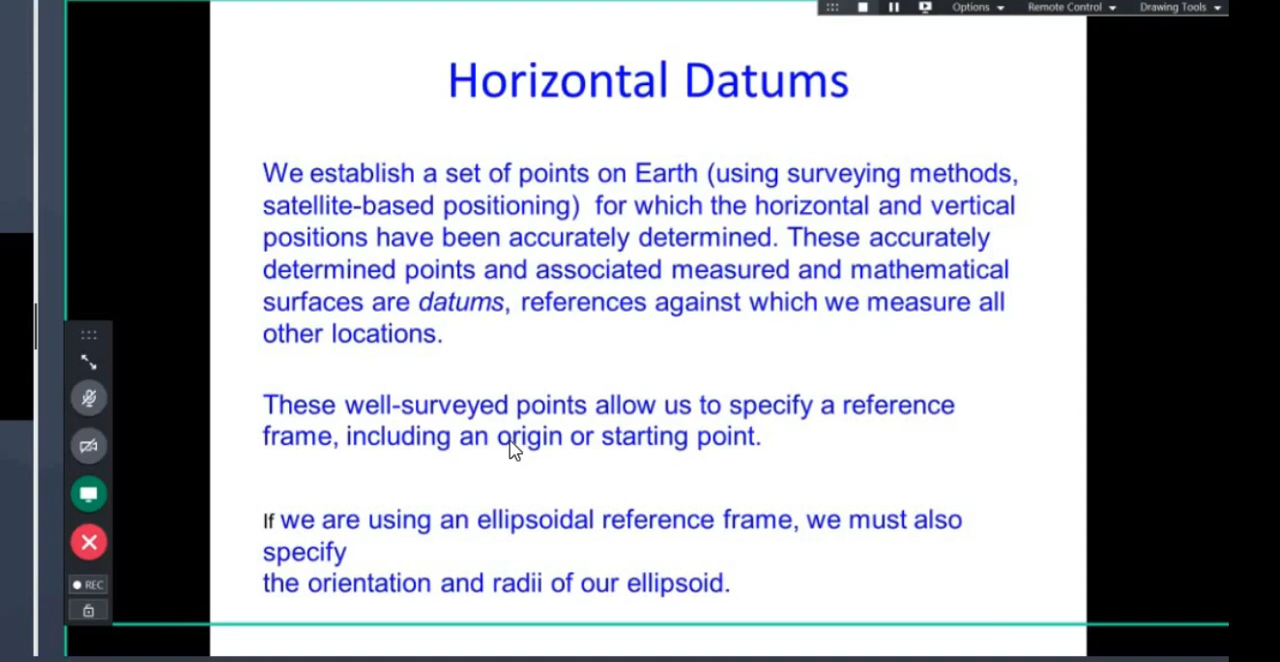 Options
Remote Control
Drawing Tools
Horizontal Datums
We establish a set of points on Earth (using surveying methods,
satellite-based positioning) for which the horizontal and vertical
positions have been accurately determined. These accurately
determined points and associated measured and mathematical
surfaces are datums, references against which we measure all
other locations.
These well-surveyed points allow us to specify a reference
frame, including an origin or starting point.
If we are using an ellipsoidal reference frame, we must also
specify
the orientation and radii of our ellipsoid.
REC